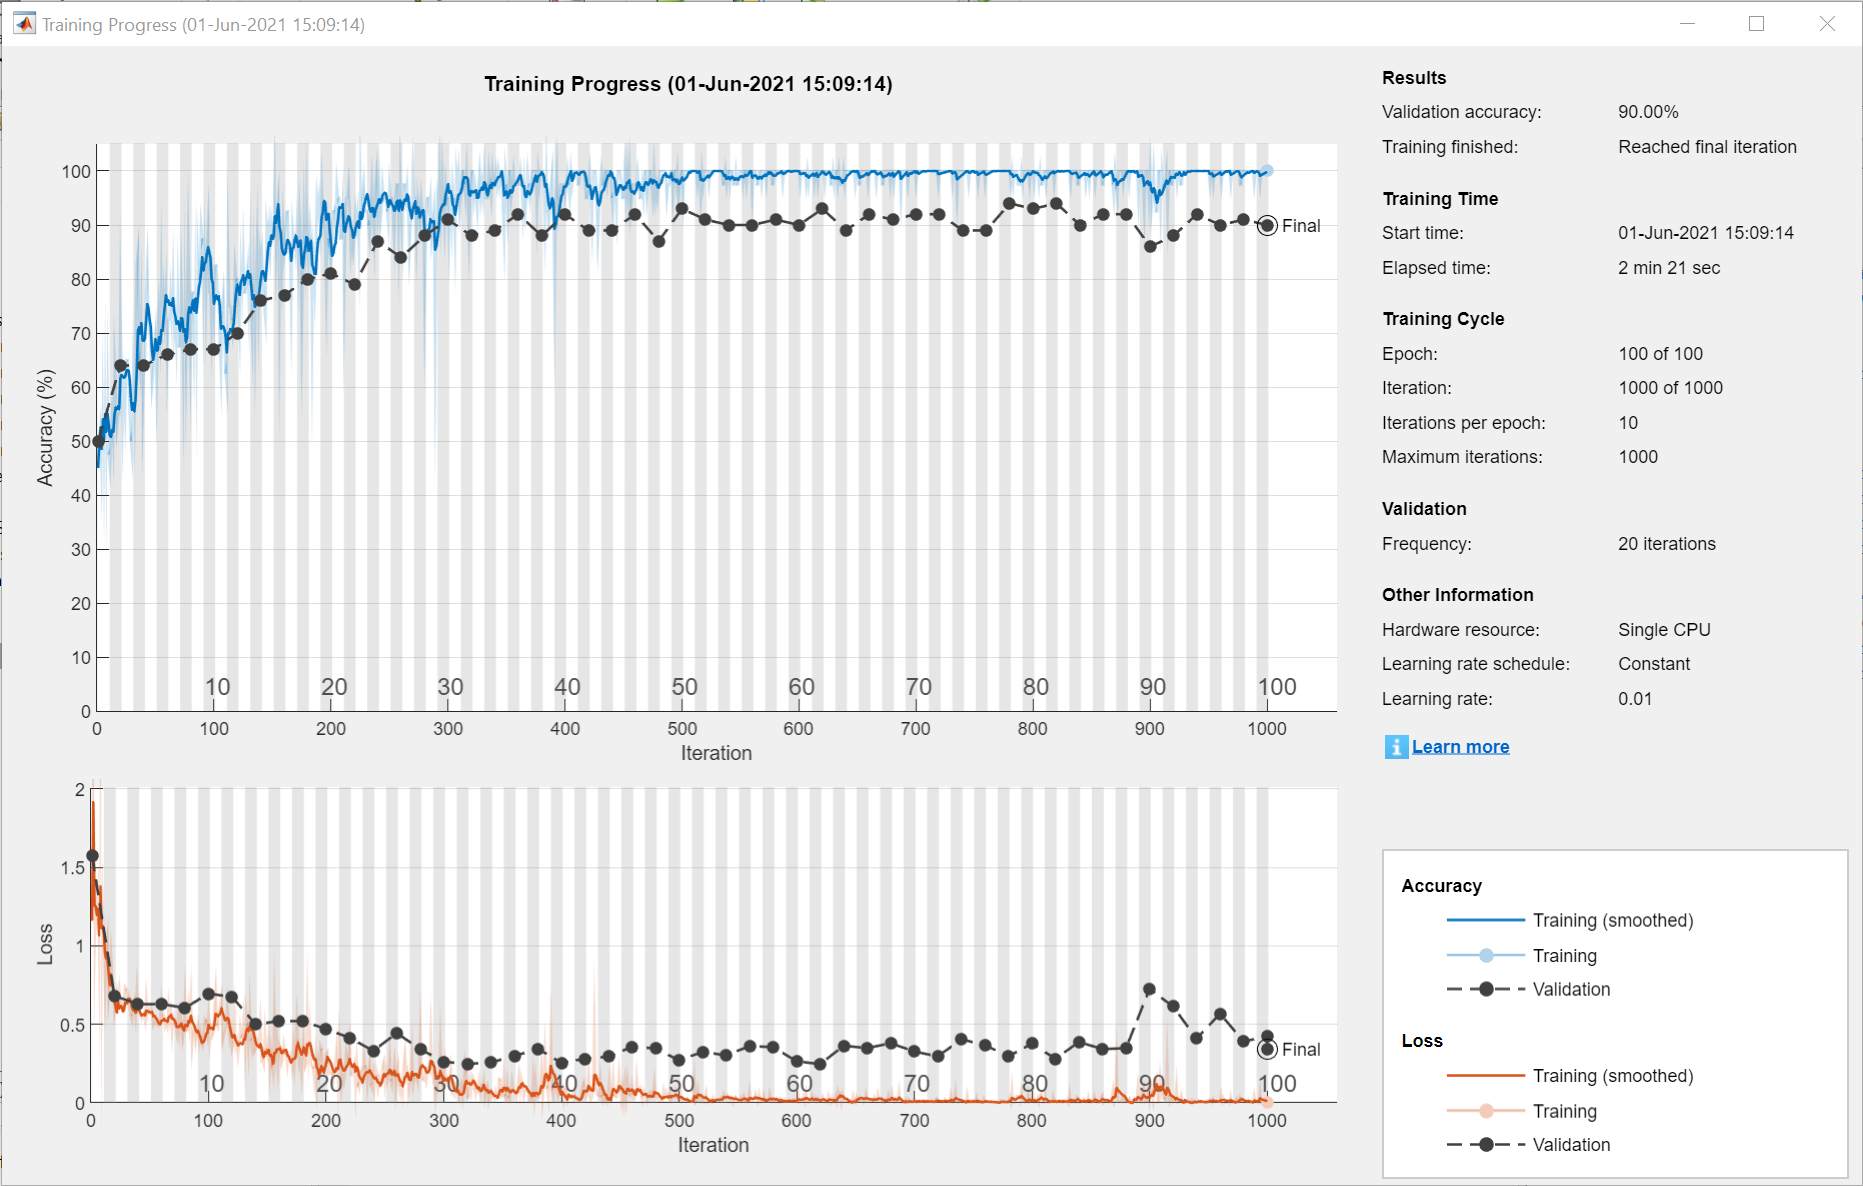 Training Progress (01-Jun-2021 15:09:14)
Training Progress (01-Jun-2021 15:09:14)
Accuracy (%)
100
90
80
70
60
50
40
30
20
10
0
Final
10 20 30 40 50 60 70 80 90 100
0 100 200 300 400 500 600 700 800 900 1000
Iteration
Loss
2
1.5
1
0.5
0
Final
10 20 30 40 50 60 70 80 90 100
0 100 200 300 400 500 600 700 800 900 1000
Iteration
Results
Validation accuracy: 90.00%
Training finished: Reached final iteration
Training Time
Start time: 01-Jun-2021 15:09:14
Elapsed time: 2 min 21 sec
Training Cycle
Epoch: 100 of 100
Iteration: 1000 of 1000
Iterations per epoch: 10
Maximum iterations: 1000
Validation
Frequency: 20 iterations
Other Information
Hardware resource: Single CPU
Learning rate schedule: Constant
Learning rate: 0.01
Learn more
Accuracy
Training (smoothed)
Training
Validation
Loss
Training (smoothed)
Training
Validation